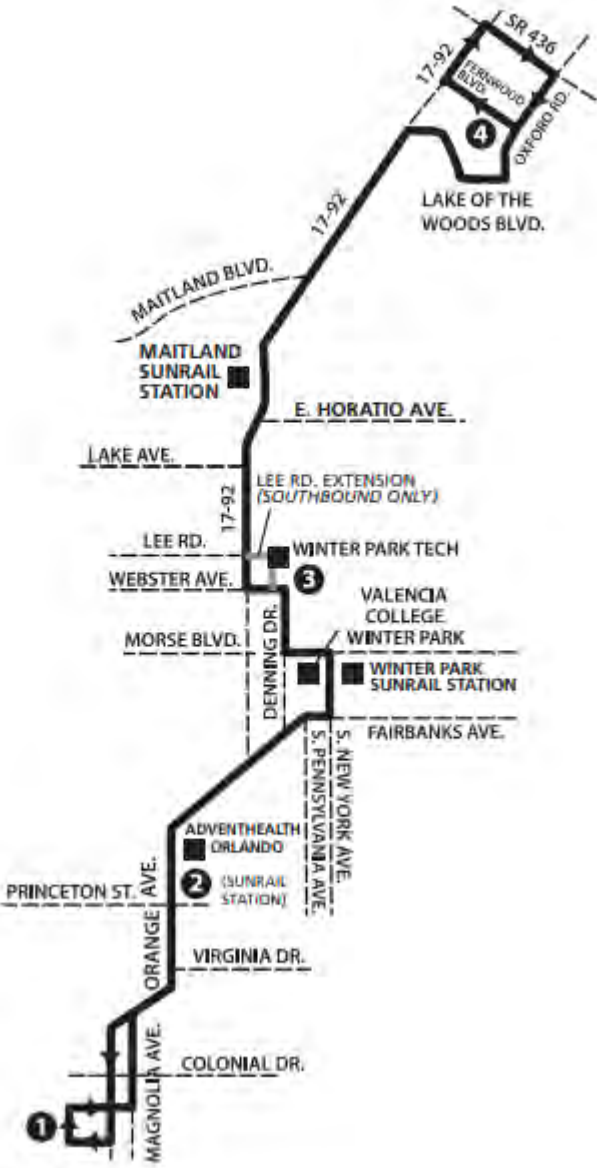 SR 436
17-92
FERNWOOD
BLVD.
OXFORD RD.
4
LAKE OF THE
WOODS BLVD.
17-92
MAITLAND BLVD.
MAITLAND
SUNRAIL
STATION
E. HORATIO AVE.
LAKE AVE.
LEE RD. EXTENSION
(SOUTHBOUND ONLY)
17-92
LEE RD.
WINTER PARK TECH
WEBSTER AVE.
3
VALENCIA
COLLEGE
WINTER PARK
MORSE BLVD.
DENNING DR.
WINTER PARK
SUNRAIL STATION
FAIRBANKS AVE.
S. PENNSYLVANIA AVE.
S. NEW YORK AVE.
ADVENTHEALTH
ORLANDO
2
(SUNRAIL
STATION)
PRINCETON ST.
ORANGE AVE.
VIRGINIA DR.
MAGNOLIA AVE.
COLONIAL DR.
1